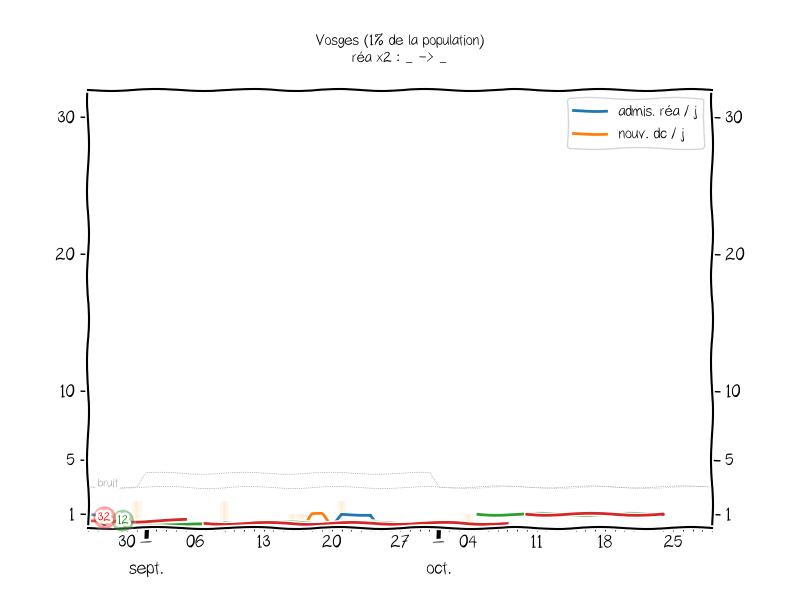 Vosges (1% de la population)
réa x2 : _ -> _
admis. réa / j
nouv. dc / j
30
30
20
20
10
10
5
5
bruit
1
32
12
1
30 _ 06 13 20 27 _ 04 11 18 25
sept. oct.